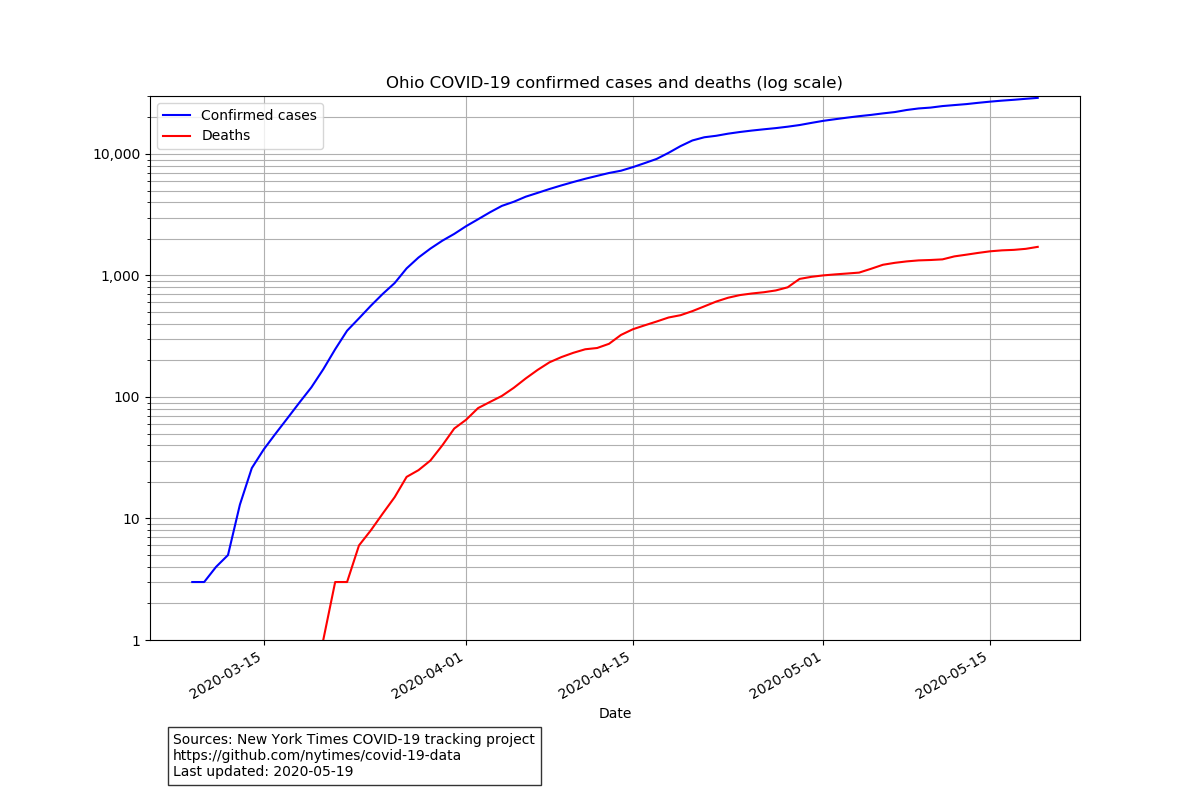 Ohio COVID-19 confirmed cases and deaths (log scale)
Confirmed cases
Deaths
10,000
1,000
100
10
1
2020-03-15
2020-04-01
2020-04-15
2020-05-01
2020-05-15
Date
Sources: New York Times COVID-19 tracking project
https://github.com/nytimes/covid-19-data
Last updated: 2020-05-19